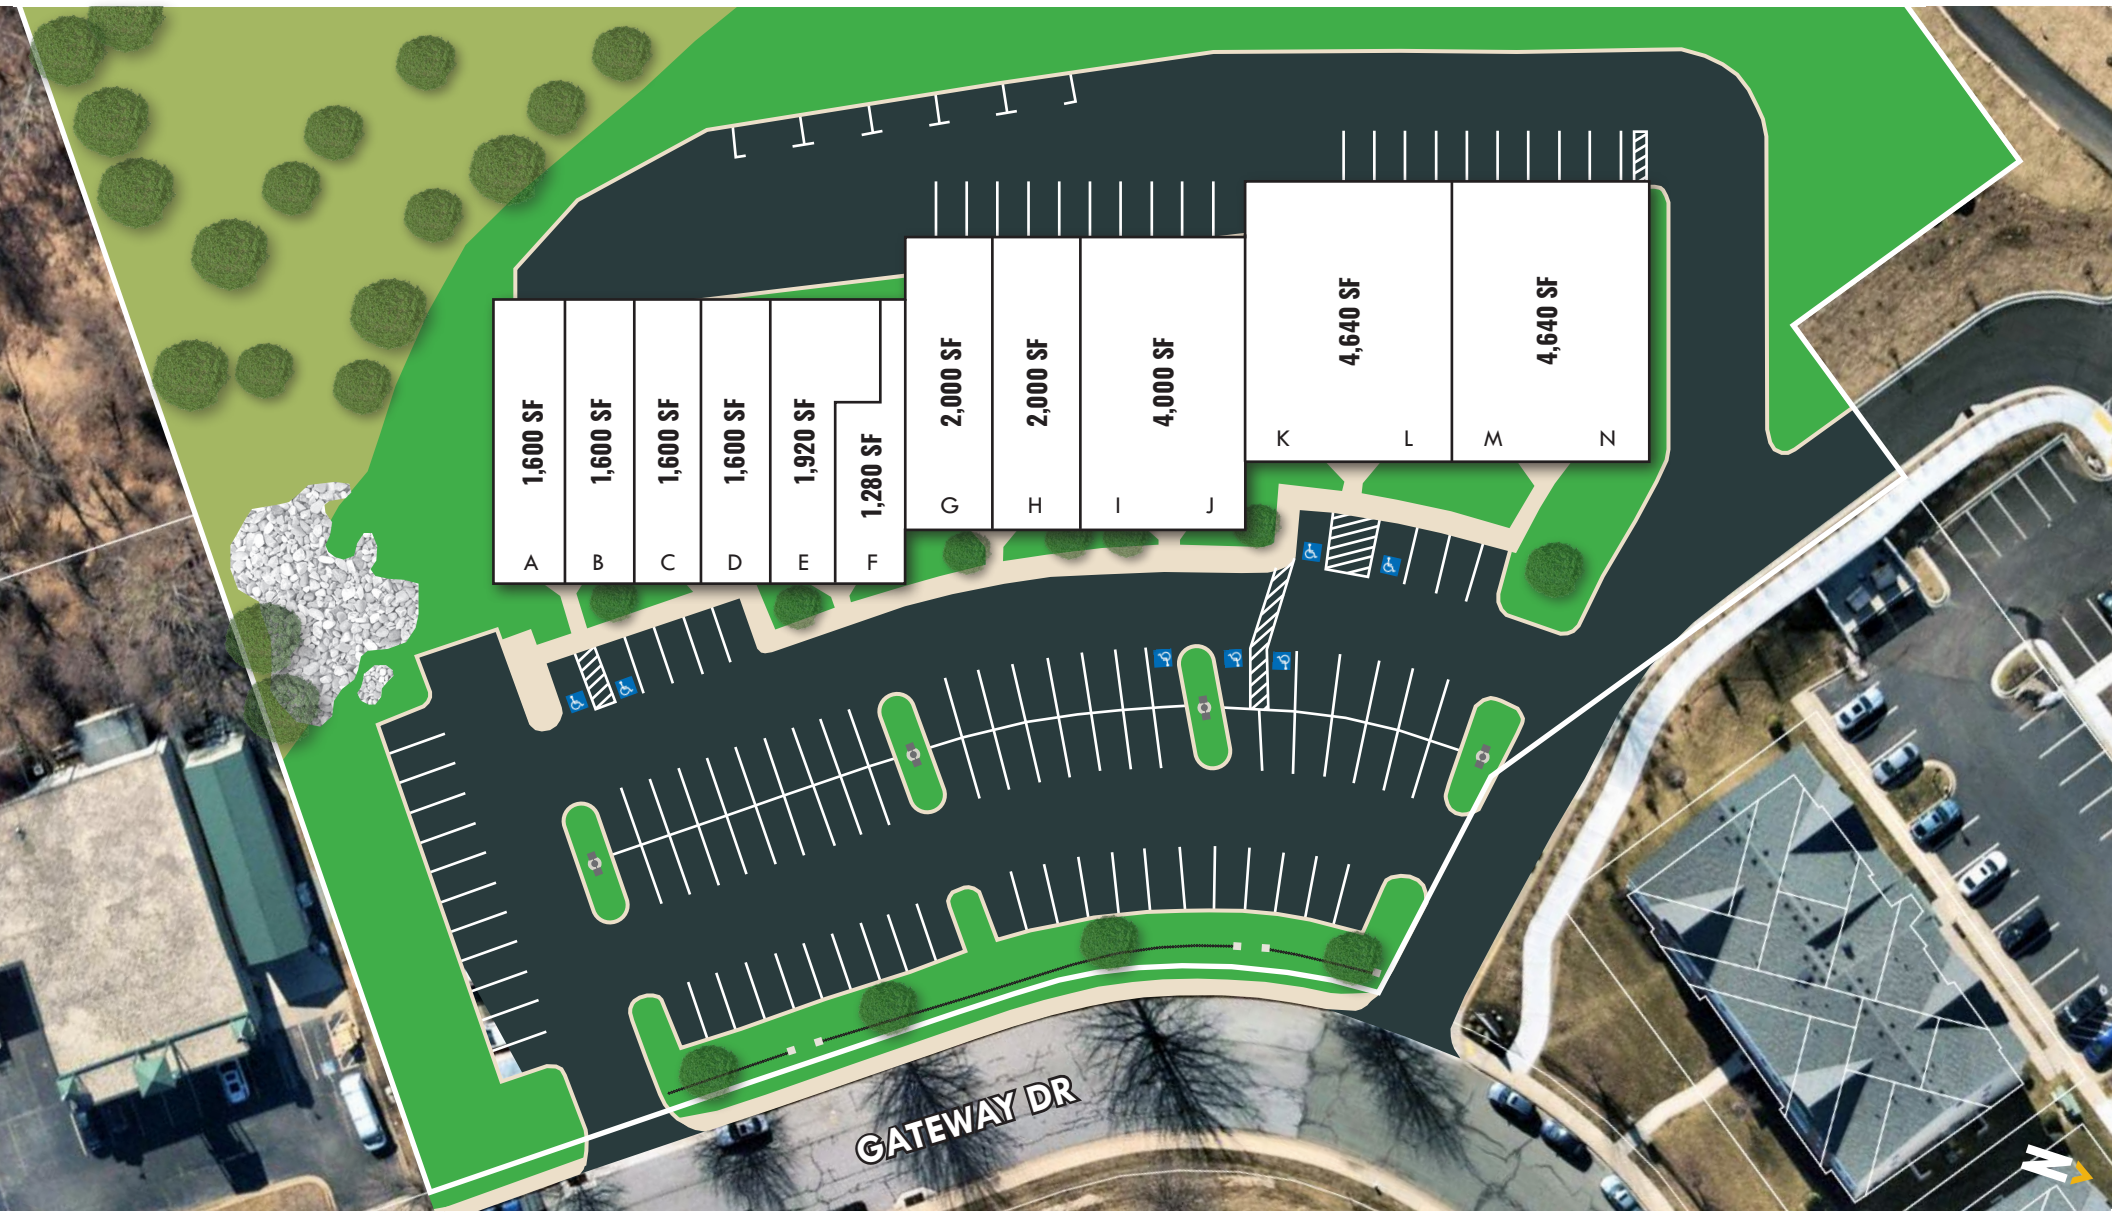 4,640 SF
4,640 SF
2,000 SF
2,000 SF
4,000 SF
1,600 SF
1,600 SF
1,600 SF
1,600 SF
1,920 SF
1,280 SF
K
L
M
N
G
H
I
J
A
B
C
D
E
F
GATEWAY DR
N